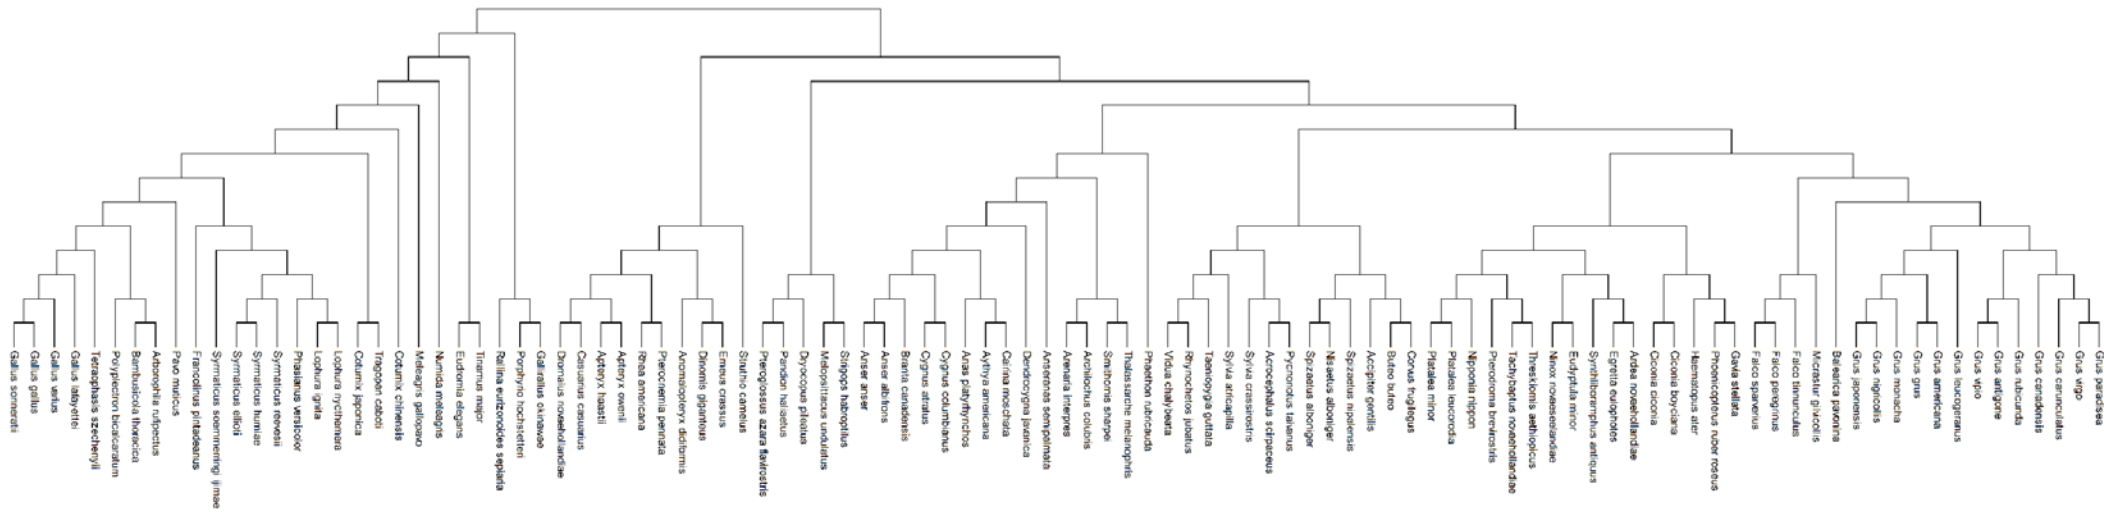 Gallus sonneratii
Gallus gallus
Gallus varius
Gallus lafayettei
Tetraophasis szechenyii
Polyplectron bicalcaratum
Bambusicola thoracica
Arborophila rufipectus
Pavo muticus
Francolinus pintadeanus
Syrmaticus soemmerringi ijimae
Syrmaticus ellioti
Syrmaticus humiae
Syrmaticus reevesii
Phasianus versicolor
Lophura ignita
Lophura nycthemera
Coturnix japonica
Tragopan caboti
Coturnix chinensis
Meleagris gallopavo
Numida meleagris
Eudromia elegans
Tinamus major
Rallina eurizonoides sepiaria
Porphyrio hochstetteri
Gallirallus okinawae
Dromaius novaehollandiae
Casuarius casuarius
Apteryx haastii
Apteryx owenii
Rhea americana
Pterocnemia pennata
Anomalopteryx didiformis
Dinornis giganteus
Emeus crassus
Struthio camelus
Pteroglossus azara flavirostris
Pandion haliaetus
Dryocopus pileatus
Melopsittacus undulatus
Strigops habroptilus
Anser anser
Anser albifrons
Branta canadensis
Cygnus atratus
Cygnus columbianus
Anas platyrhynchos
Aythya americana
Cairina moschata
Dendrocygna javanica
Anseranas semipalmata
Arenaria interpres
Archilochus colubris
Smithornis sharpei
Thalassarche melanophris
Phaethon rubricauda
Vidua chalybeata
Rhynochetos jubatus
Taeniopygia guttata
Sylvia atricapilla
Sylvia crassirostris
Acrocephalus scirpaceus
Pycnonotus taivanus
Spizaetus alboniger
Nisaetus alboniger
Spizaetus nipalensis
Accipiter gentilis
Buteo buteo
Corvus frugilegus
Platalea minor
Platalea leucorodia
Nipponia nippon
Pterodroma brevirostris
Tachybaptus novaehollandiae
Threskiornis aethiopicus
Ninox novaeseelandiae
Eudyptula minor
Synthliboramphus antiquus
Egretta eulophotes
Ardea novaehollandiae
Ciconia ciconia
Ciconia boyciana
Haematopus ater
Phoenicopterus ruber roseus
Gavia stellata
Falco sparverius
Falco peregrinus
Falco tinnunculus
Micrastur gilvicollis
Balearica pavonina
Grus japonensis
Grus nigricollis
Grus monacha
Grus grus
Grus americana
Grus leucogeranus
Grus vipio
Grus antigone
Grus rubicunda
Grus canadensis
Grus carunculatus
Grus virgo
Grus paradisea